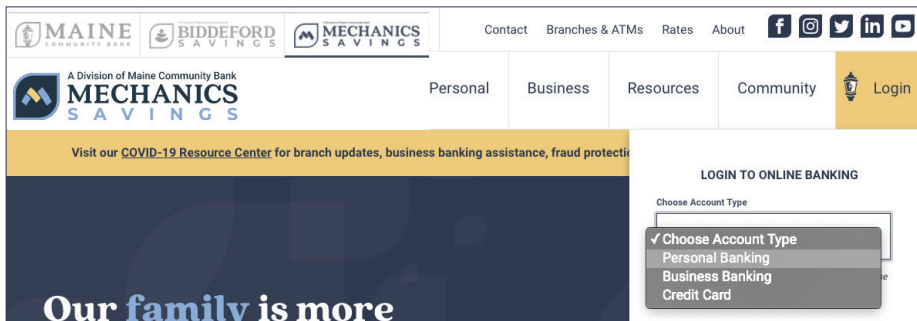 MAINE
COMMUNITY BANK
BIDDEFORD
SAVINGS
MECHANICS
SAVINGS
Contact Branches & ATMs Rates About
A Division of Maine Community Bank
MECHANICS
SAVINGS
Personal Business Resources Community Login
Visit our COVID-19 Resource Center for branch updates, business banking assistance, fraud
LOGIN TO ONLINE BANKING
Choose Account Type
✓ Choose Account Type
Personal Banking
Business Banking
Credit Card
Our family is more